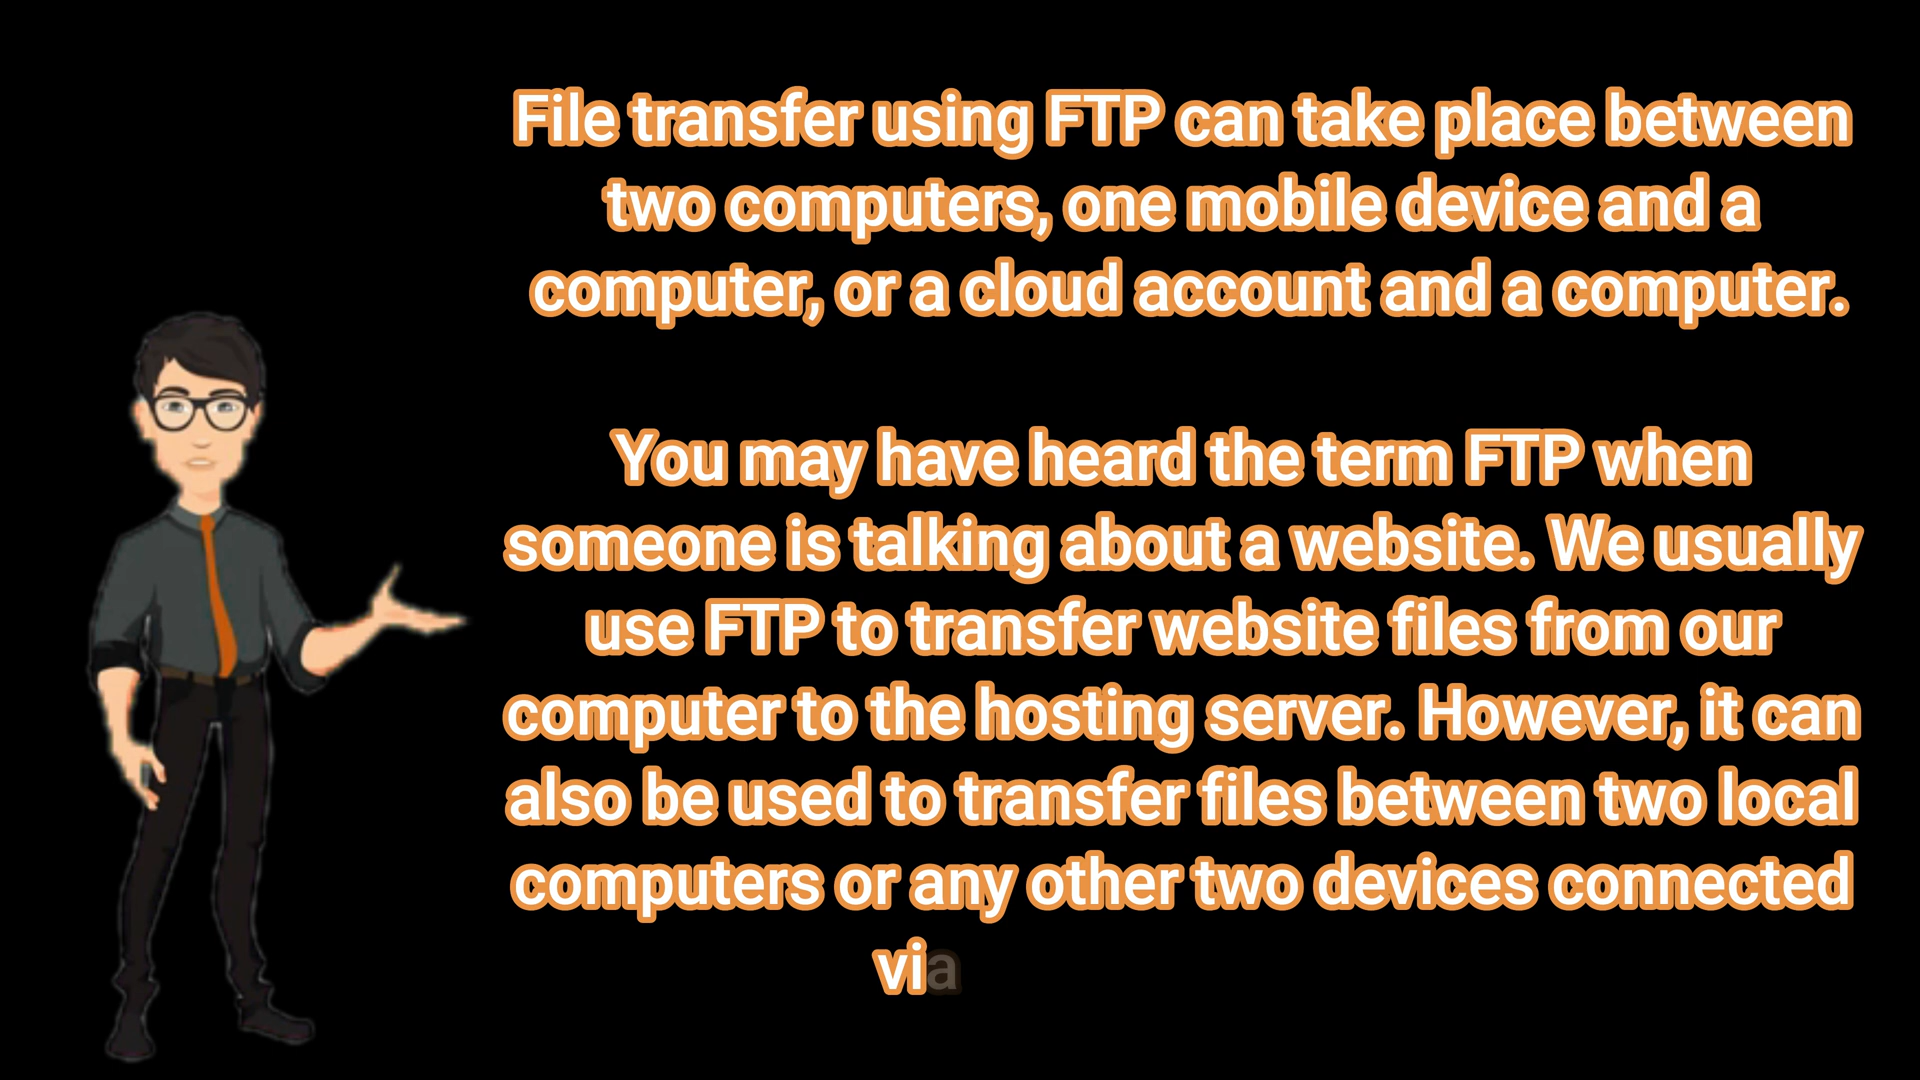 File transfer using FTP can take place between
two computers, one mobile device and a
computer, or a cloud account and a computer.
You may have heard the term FTP when
someone is talking about a website. We usually
use FTP to transfer website files from our
computer to the hosting server. However, it can
also be used to transfer files between two local
computers or any other two devices connected
via